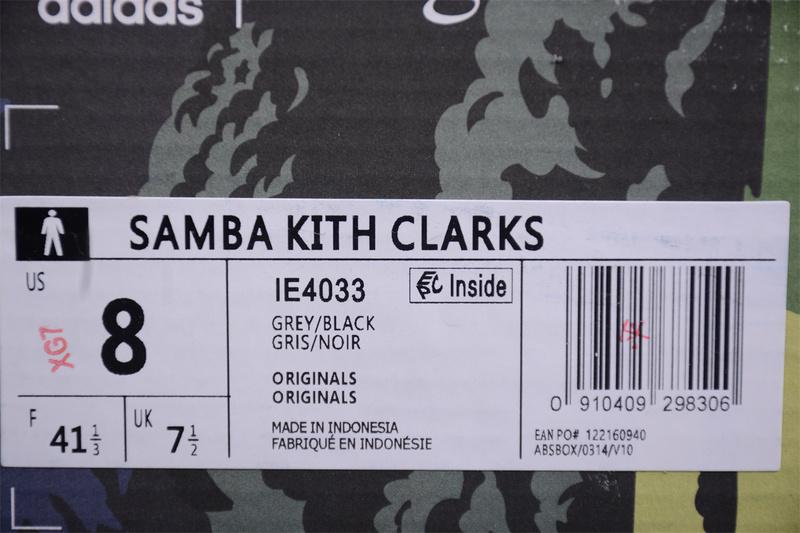 adidas
SAMBA KITH CLARKS
US
8
XG7
F 41 1/3
UK 7 1/2
IE4033
Inside
GREY/BLACK
GRIS/NOIR
ORIGINALS
ORIGINALS
MADE IN INDONESIA
FABRIQUÉ EN INDONÉSIE
0 910409 298306
EAN PO# 122160940
ABSBOX/0314/V10